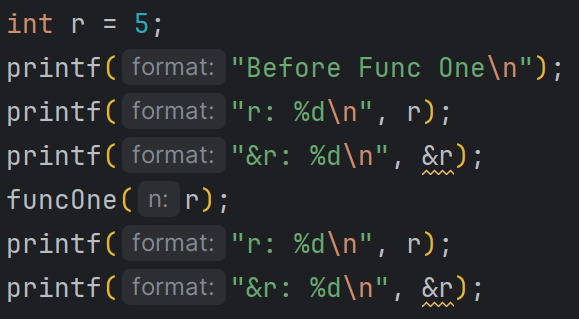 int r = 5;
printf( format: "Before Func One\n");
printf( format: "r: %d\n", r);
printf( format: "&r: %d\n", &r);
funcOne( n: r);
printf( format: "r: %d\n", r);
printf( format: "&r: %d\n", &r);